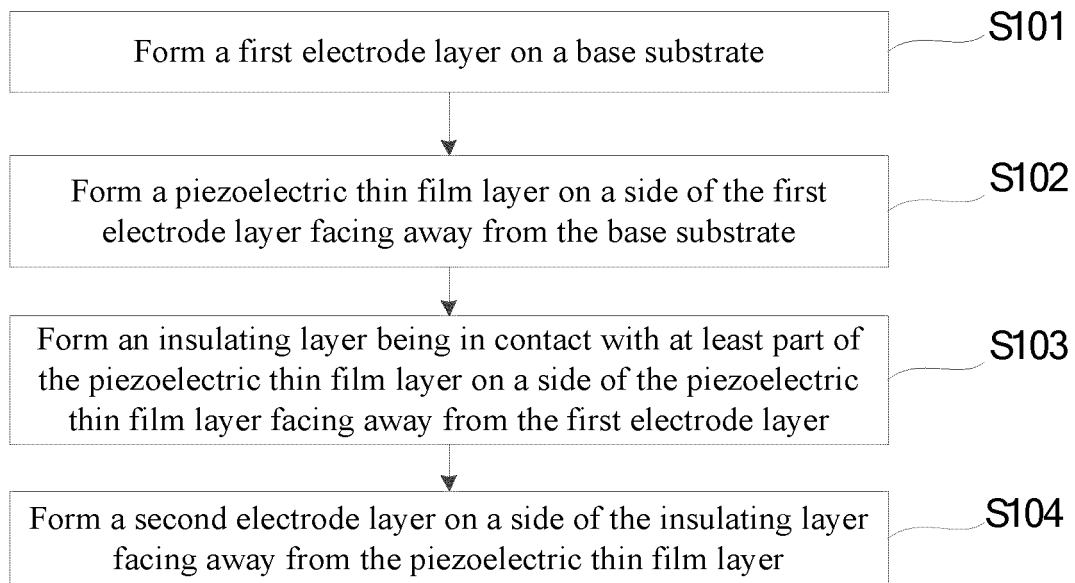 Form a first electrode layer on a base substrate
S101
Form a piezoelectric thin film layer on a side of the first
electrode layer facing away from the base substrate
S102
Form an insulating layer being in contact with at least part of
the piezoelectric thin film layer on a side of the piezoelectric
thin film layer facing away from the first electrode layer
S103
Form a second electrode layer on a side of the insulating layer
facing away from the piezoelectric thin film layer
S104